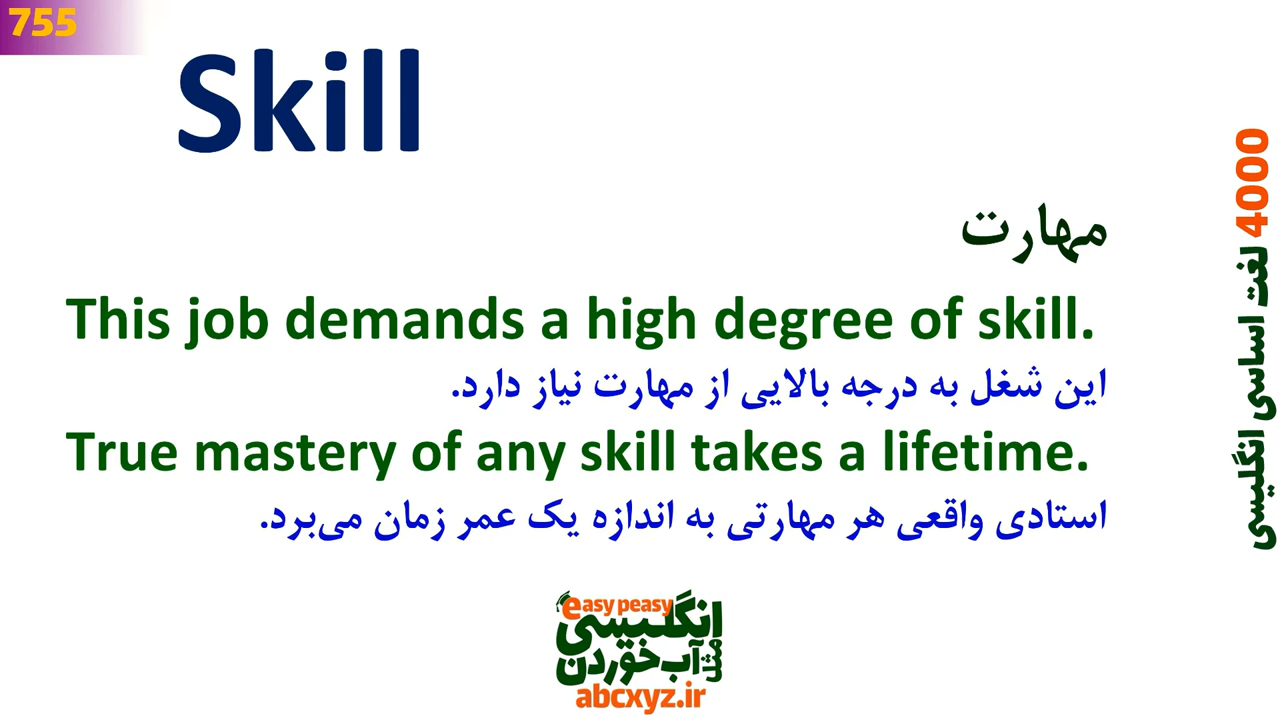 755
Skill
مهارت
This job demands a high degree of skill.
این شغل به درجه بالایی از مهارت نیاز دارد.
True mastery of any skill takes a lifetime.
استادی واقعی هر مهارتی به اندازه یک عمر زمان می‌برد.
4000 لغت اساسی انگلیسی
easy peasy
انگلیسی
مثل آب خوردن
abcxyz.ir